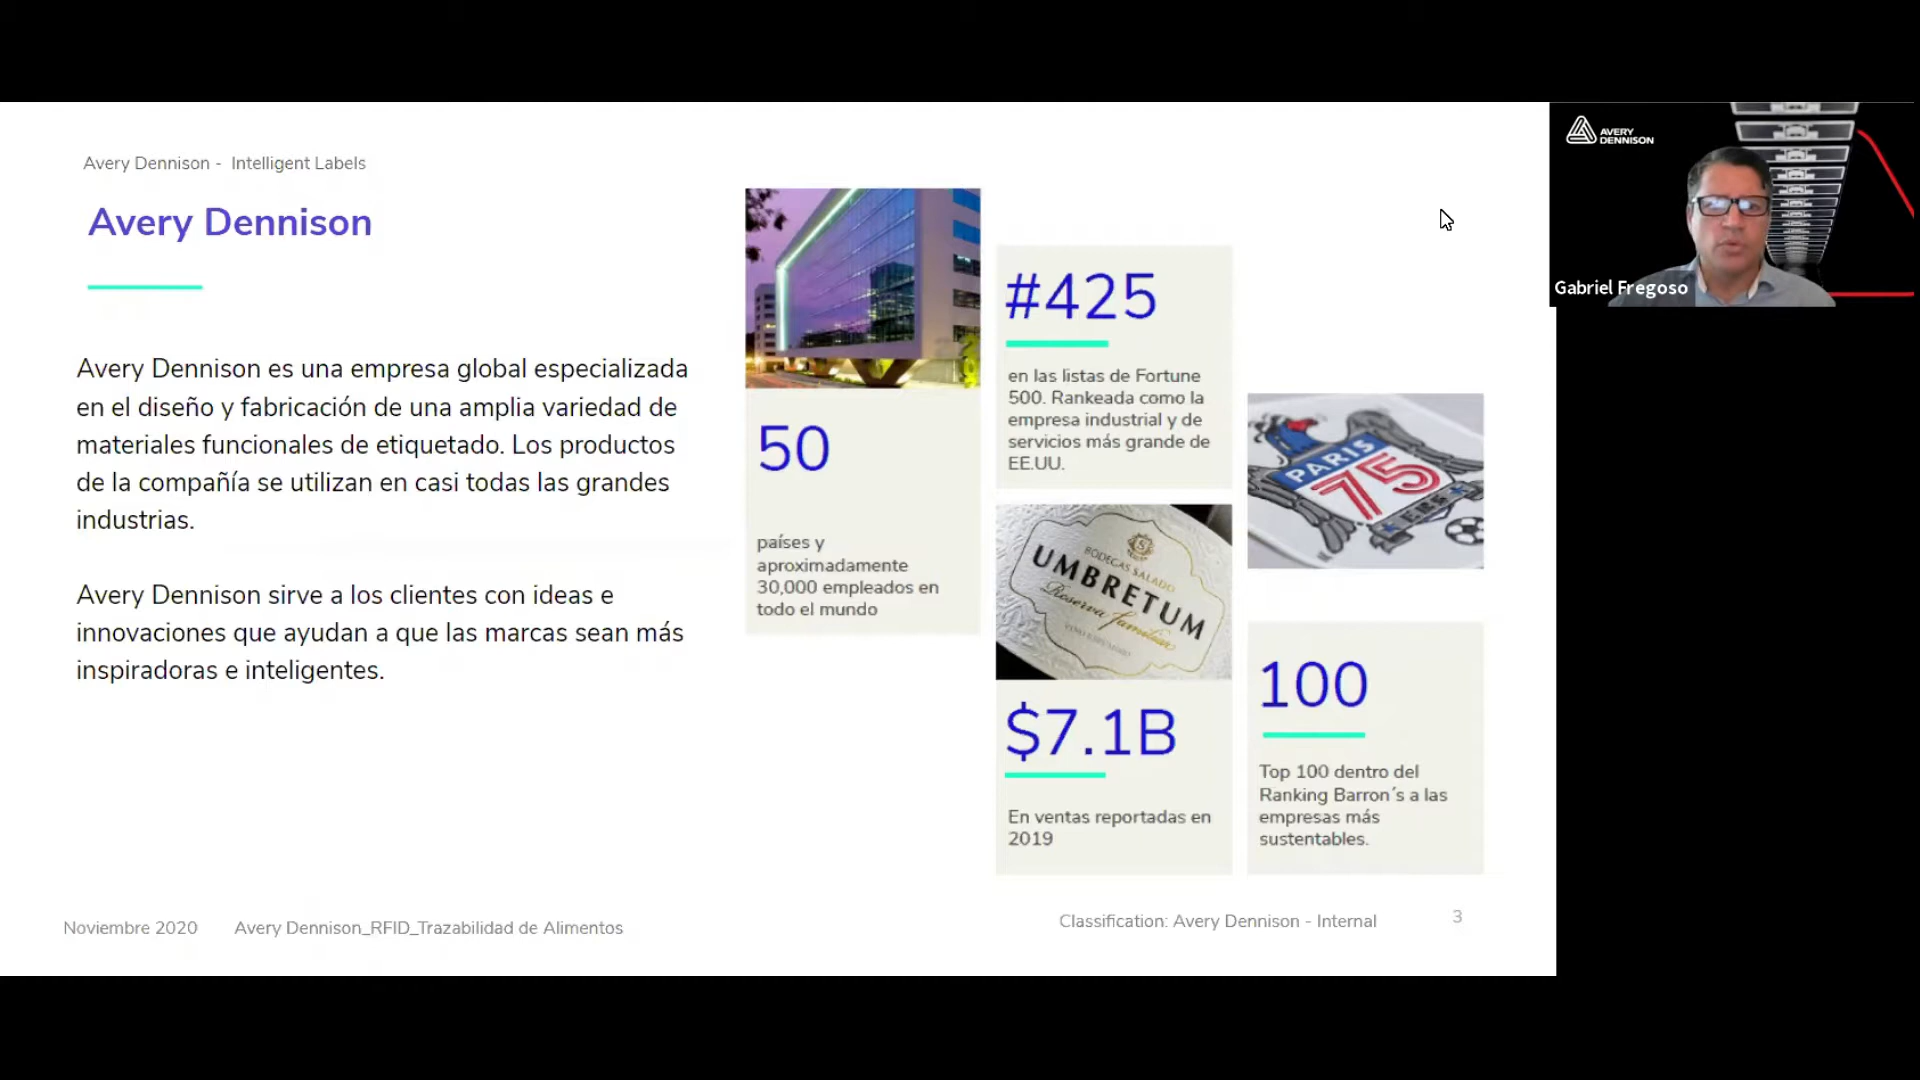 Avery Dennison - Intelligent Labels
Avery Dennison
Avery Dennison es una empresa global especializada
en el diseño y fabricación de una amplia variedad de
materiales funcionales de etiquetado. Los productos
de la compañía se utilizan en casi todas las grandes
industrias.
Avery Dennison sirve a los clientes con ideas e
innovaciones que ayudan a que las marcas sean más
inspiradoras e inteligentes.
50
países y
aproximadamente
30,000 empleados en
todo el mundo
#425
en las listas de Fortune
500. Rankeada como la
empresa industrial y de
servicios más grande de
EE.UU.
BODEGAS SALADO
UMBRETUM
Reserva familiar
$7.1B
En ventas reportadas en
2019
PARIS
75
100
Top 100 dentro del
Ranking Barron´s a las
empresas más
sustentables.
Noviembre 2020
Avery Dennison_RFID_Trazabilidad de Alimentos
Classification: Avery Dennison - Internal
3
AVERY
DENNISON
Gabriel Fregoso